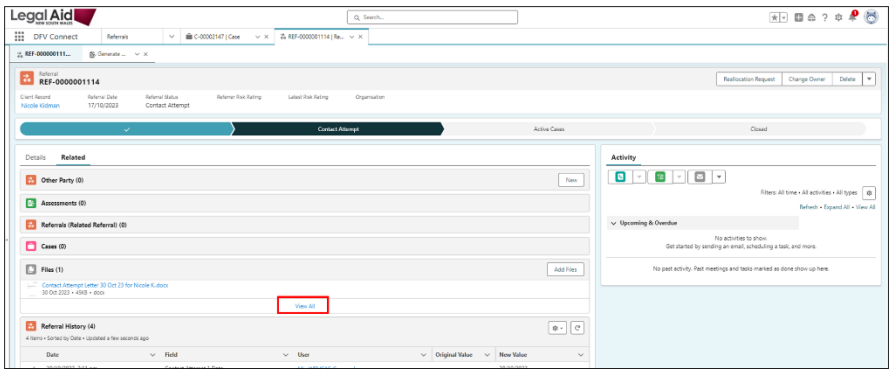 Legal Aid
NEW SOUTH WALES
Search...
DFV Connect
Referrals
C-00002147 | Case
REF-0000001114 | Re...
REF-000000111...
Generate ...
Referral
REF-0000001114
Reallocation Request
Change Owner
Delete
Client Record
Referral Date
Referral Status
Referrer Risk Rating
Latest Risk Rating
Organisation
Nicole Kidman
17/10/2023
Contact Attempt
Contact Attempt
Active Cases
Closed
Details
Related
Other Party (0)
New
Assessments (0)
Referrals (Related Referral) (0)
Cases (0)
Files (1)
Add Files
Contact Attempt Letter 30 Oct 23 for Nicole K..docx
30 Oct 2023 • 45KB • docx
View All
Referral History (4)
4 items • Sorted by Date • Updated a few seconds ago
Date
Field
User
Original Value
New Value
Activity
Filters: All time • All activities • All types
Refresh • Expand All • View All
Upcoming & Overdue
No activities to show.
Get started by sending an email, scheduling a task, and more.
No past activity. Past meetings and tasks marked as done show up here.